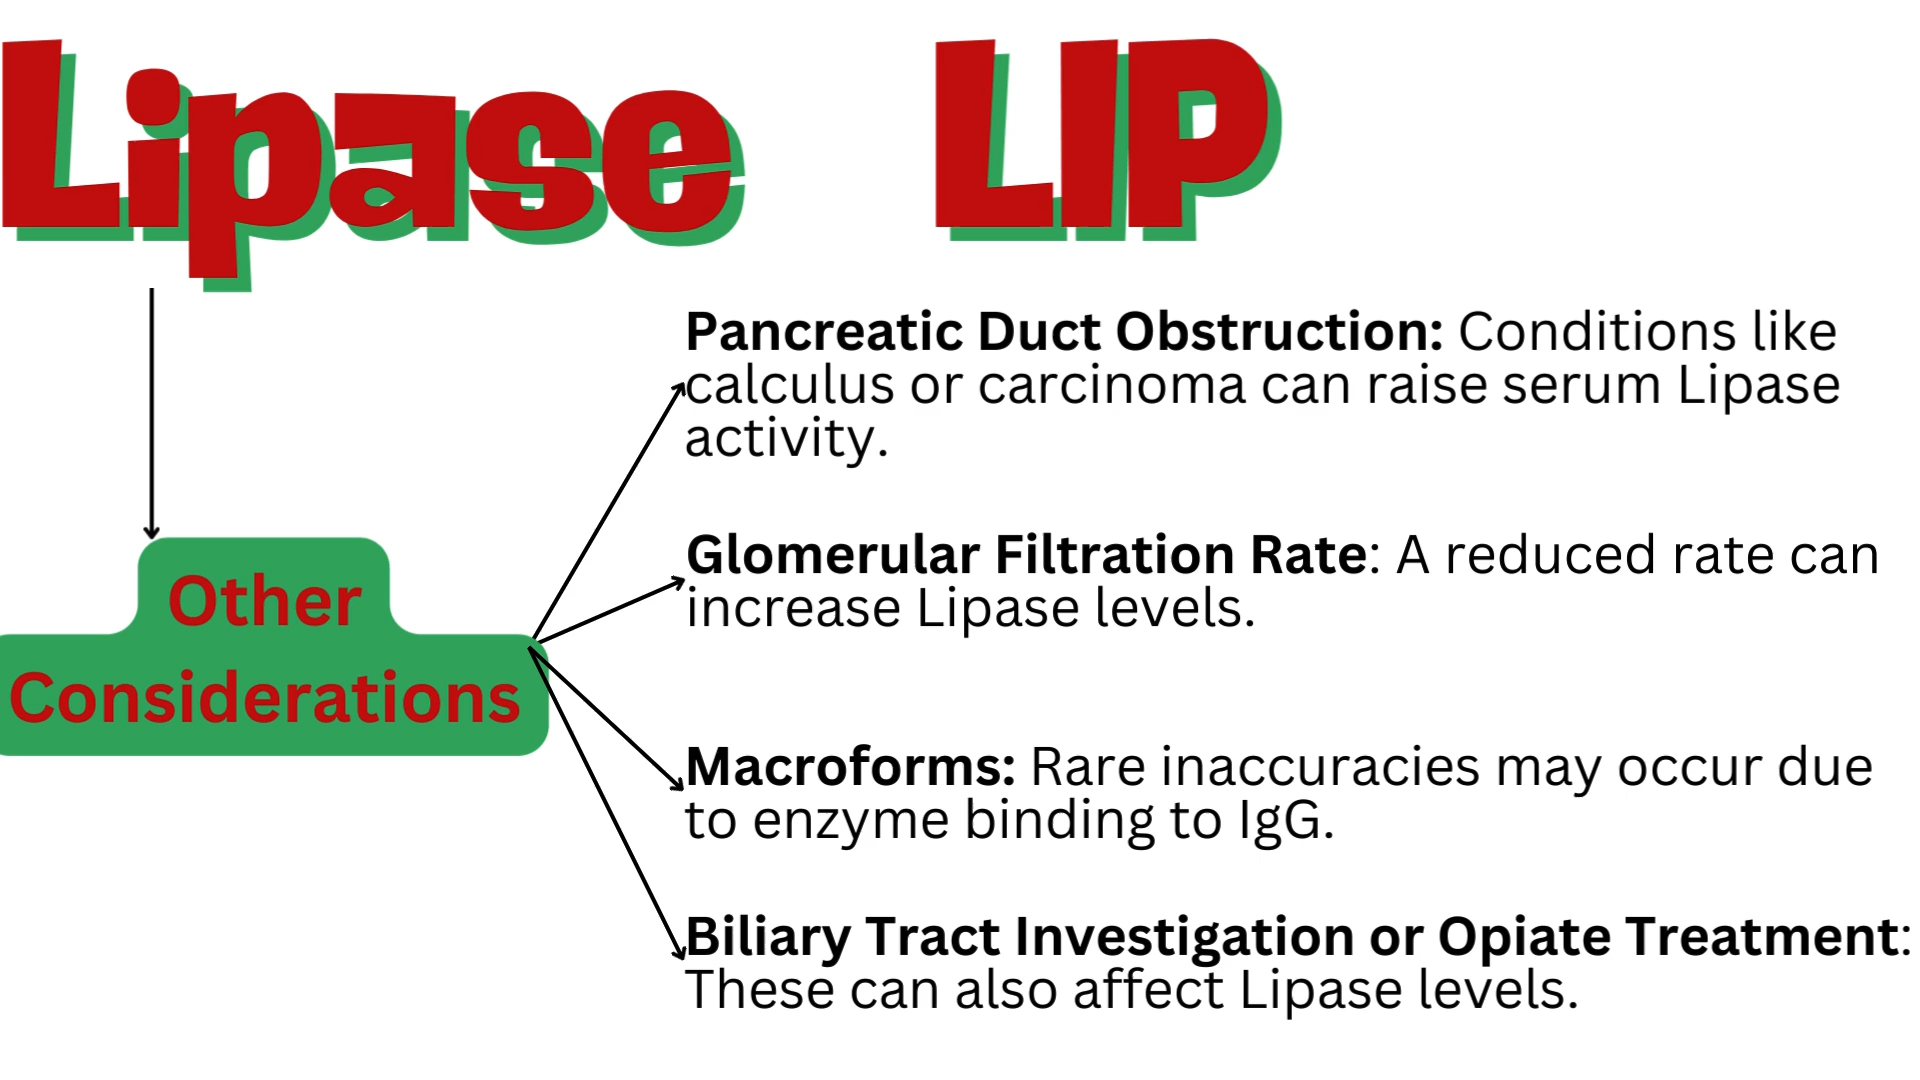 Lipase LIP
Pancreatic Duct Obstruction: Conditions like
calculus or carcinoma can raise serum Lipase
activity.
Glomerular Filtration Rate: A reduced rate can
increase Lipase levels.
Other
Considerations
Macroforms: Rare inaccuracies may occur due
to enzyme binding to IgG.
Biliary Tract Investigation or Opiate Treatment:
These can also affect Lipase levels.